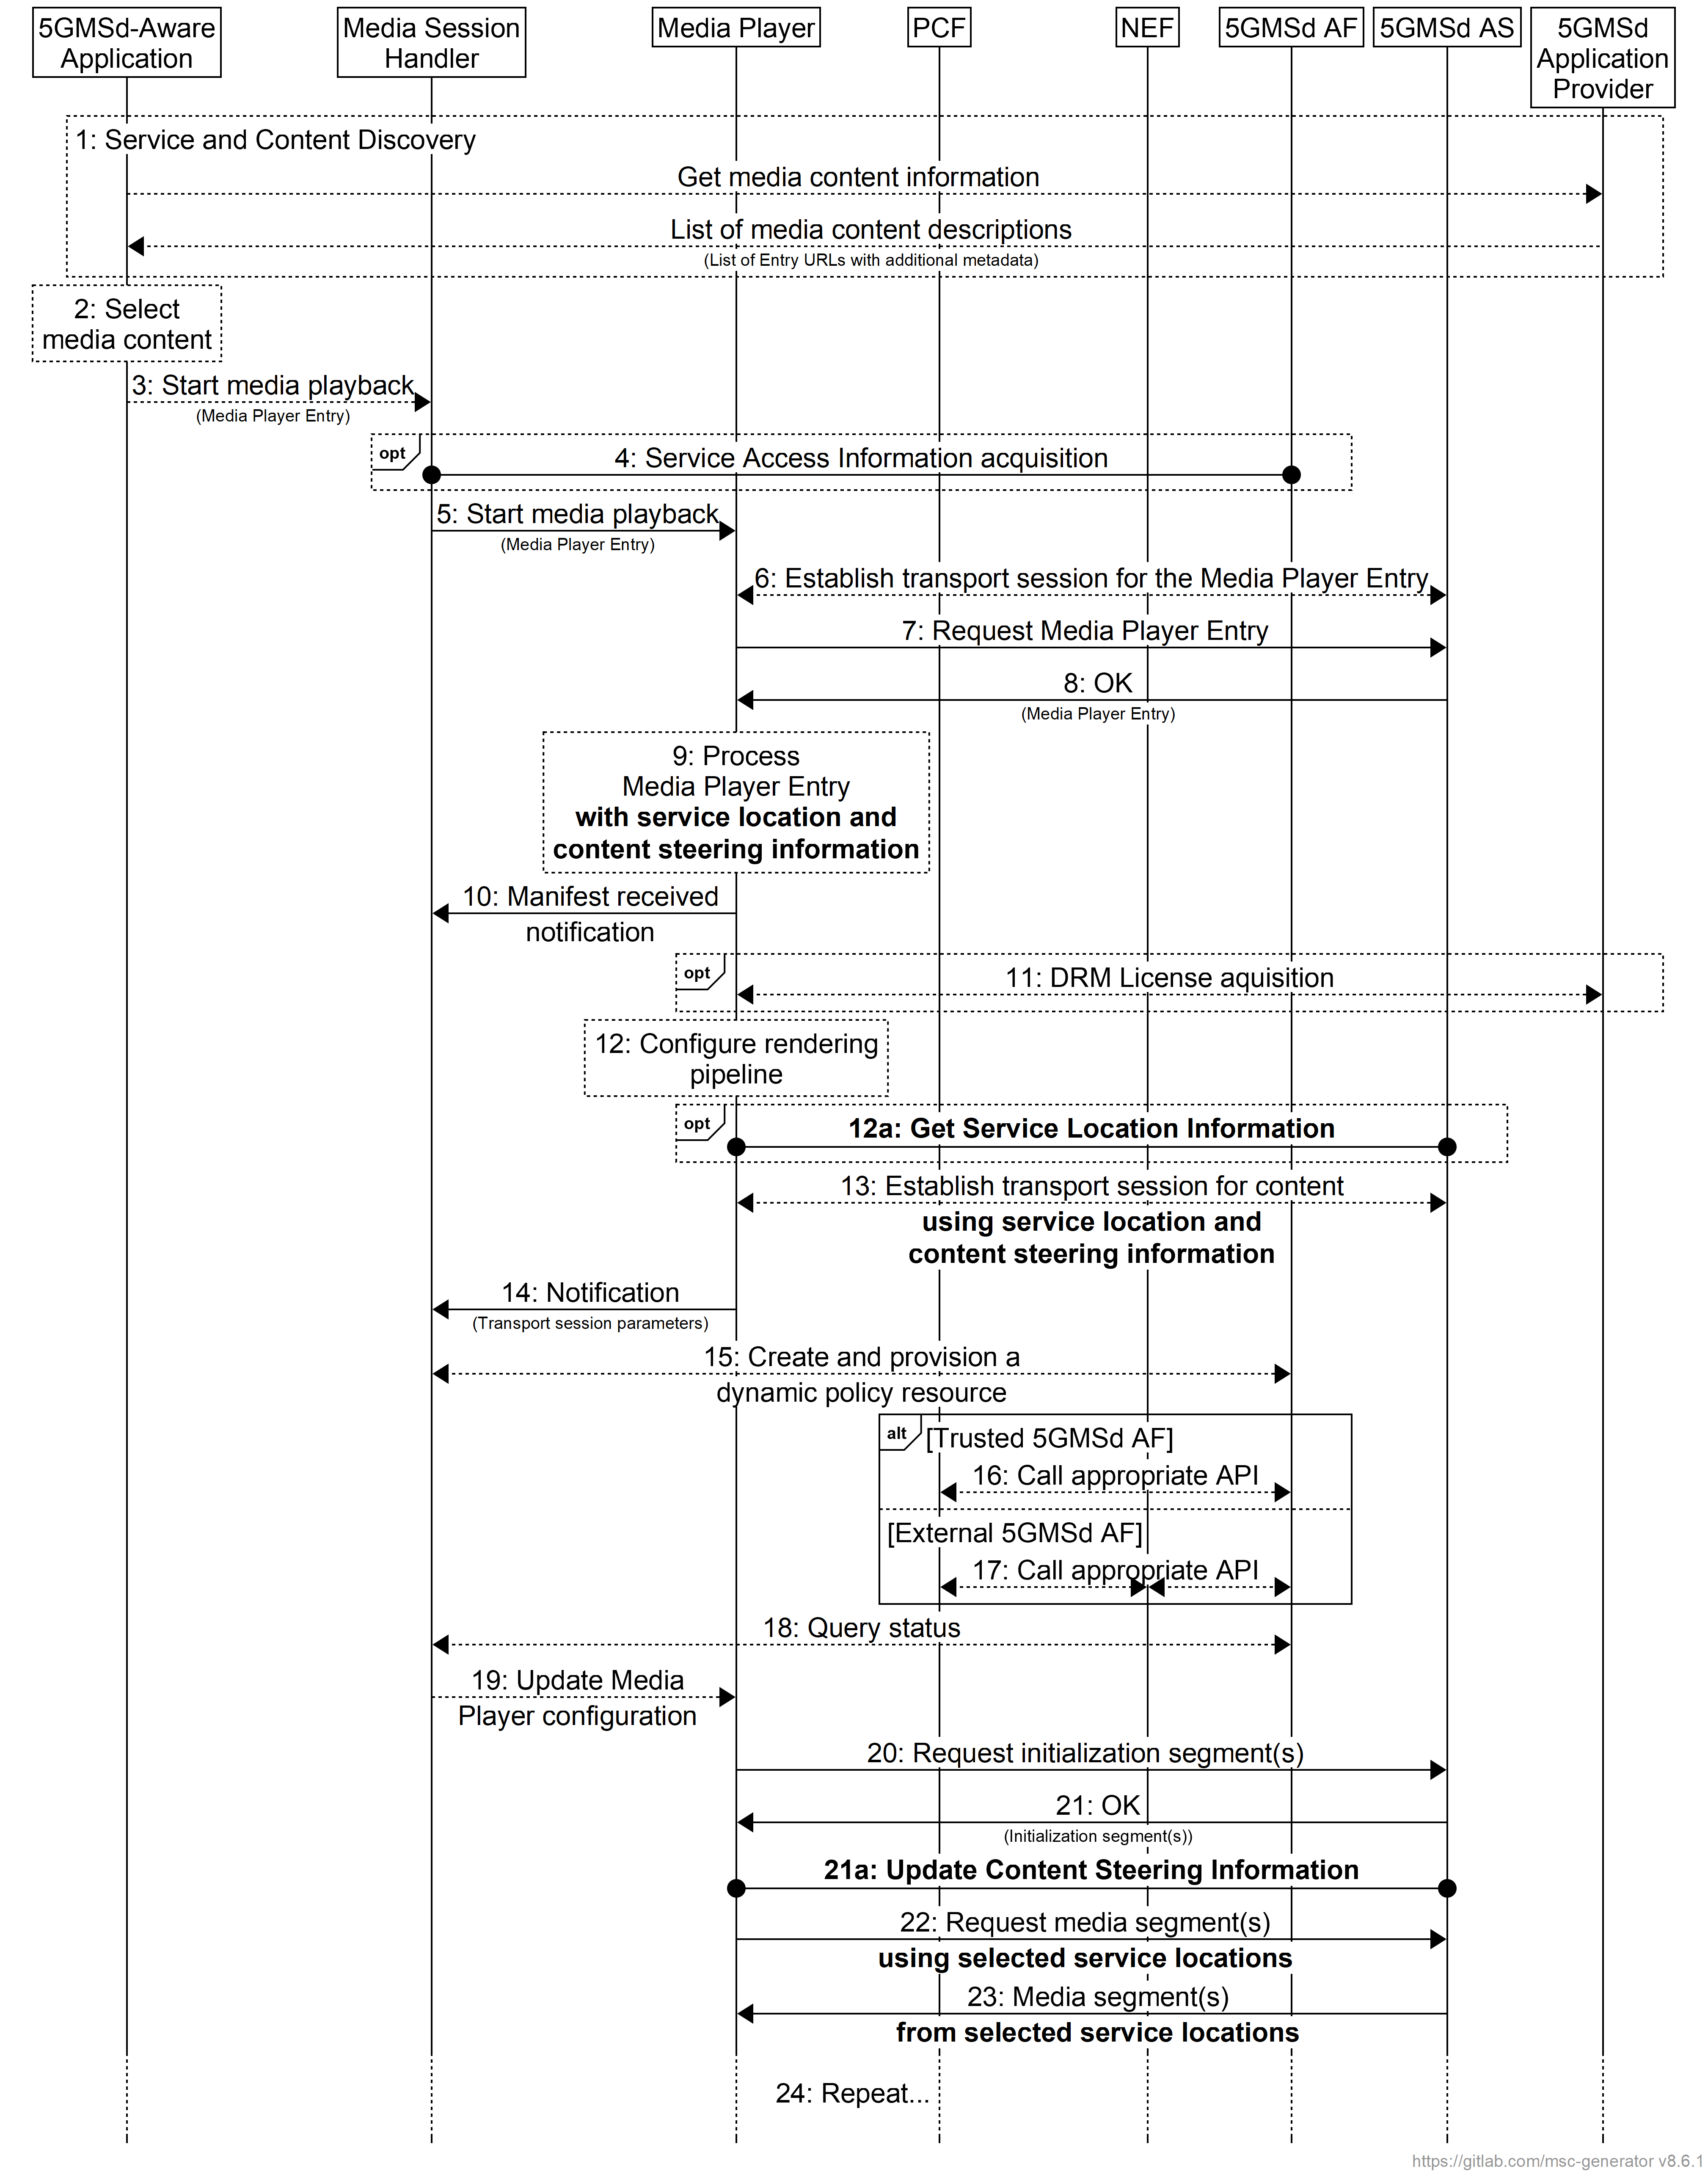 5GMSd-Aware
Application
Media Session
Handler
Media Player
PCF
NEF
5GMSd AF
5GMSd AS
5GMSd
Application
Provider
1: Service and Content Discovery
Get media content information
List of media content descriptions
(List of Entry URLs with additional metadata)
2: Select
media content
3: Start media playback
(Media Player Entry)
opt
4: Service Access Information acquisition
5: Start media playback
(Media Player Entry)
6: Establish transport session for the Media Player Entry
7: Request Media Player Entry
8: OK
(Media Player Entry)
9: Process
Media Player Entry
with service location and
content steering information
10: Manifest received
notification
opt
11: DRM License aquisition
12: Configure rendering
pipeline
opt
12a: Get Service Location Information
13: Establish transport session for content
using service location and
content steering information
14: Notification
(Transport session parameters)
15: Create and provision a
dynamic policy resource
alt
[Trusted 5GMSd AF]
16: Call appropriate API
[External 5GMSd AF]
17: Call appropriate API
18: Query status
19: Update Media
Player configuration
20: Request initialization segment(s)
21: OK
(Initialization segment(s))
21a: Update Content Steering Information
22: Request media segment(s)
using selected service locations
23: Media segment(s)
from selected service locations
24: Repeat...
https://gitlab.com/msc-generator v8.6.1